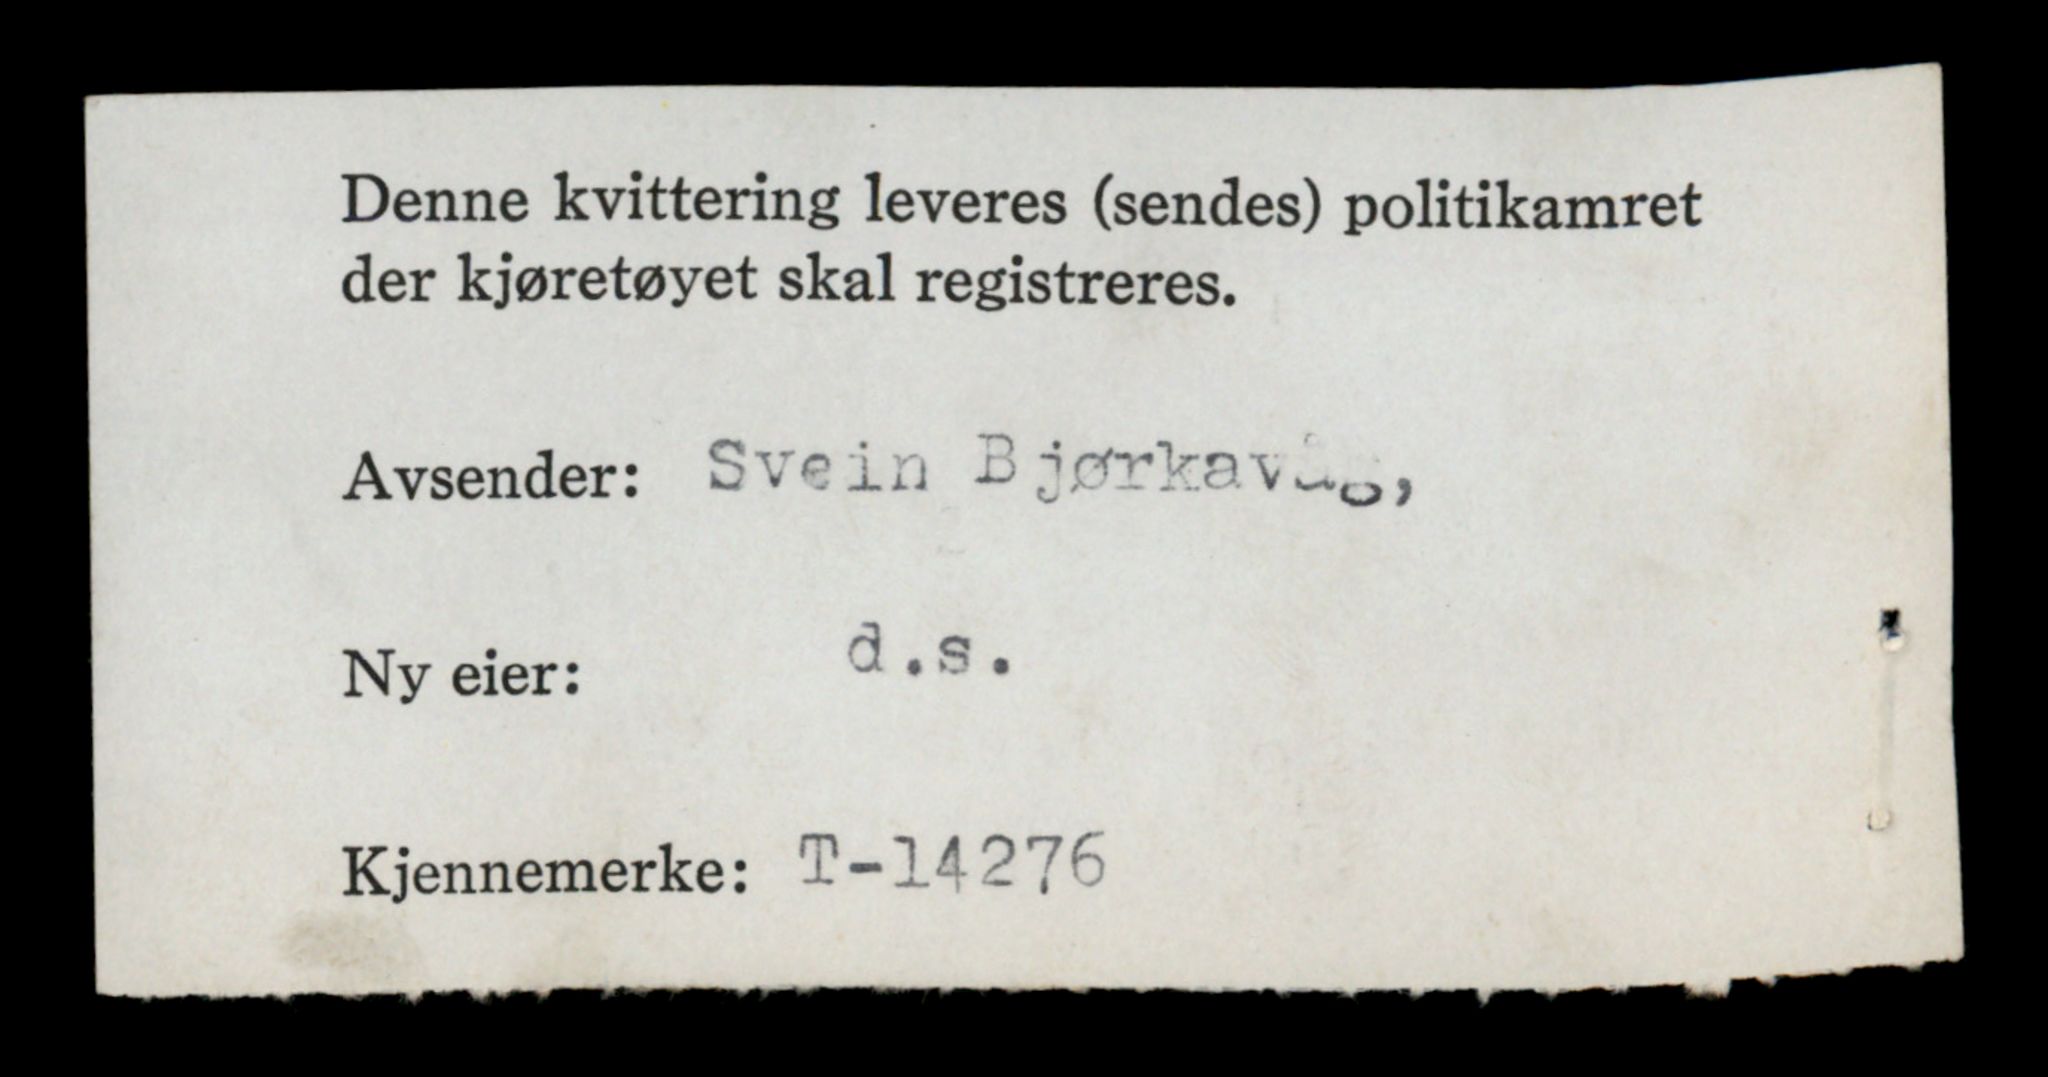 Denne kvittering leveres (sendes) politikamret
der kjøretøyet skal registreres.
Avsender: Svein Bjørkavåg,
Ny eier: d.s.
Kjennemerke: T-14276